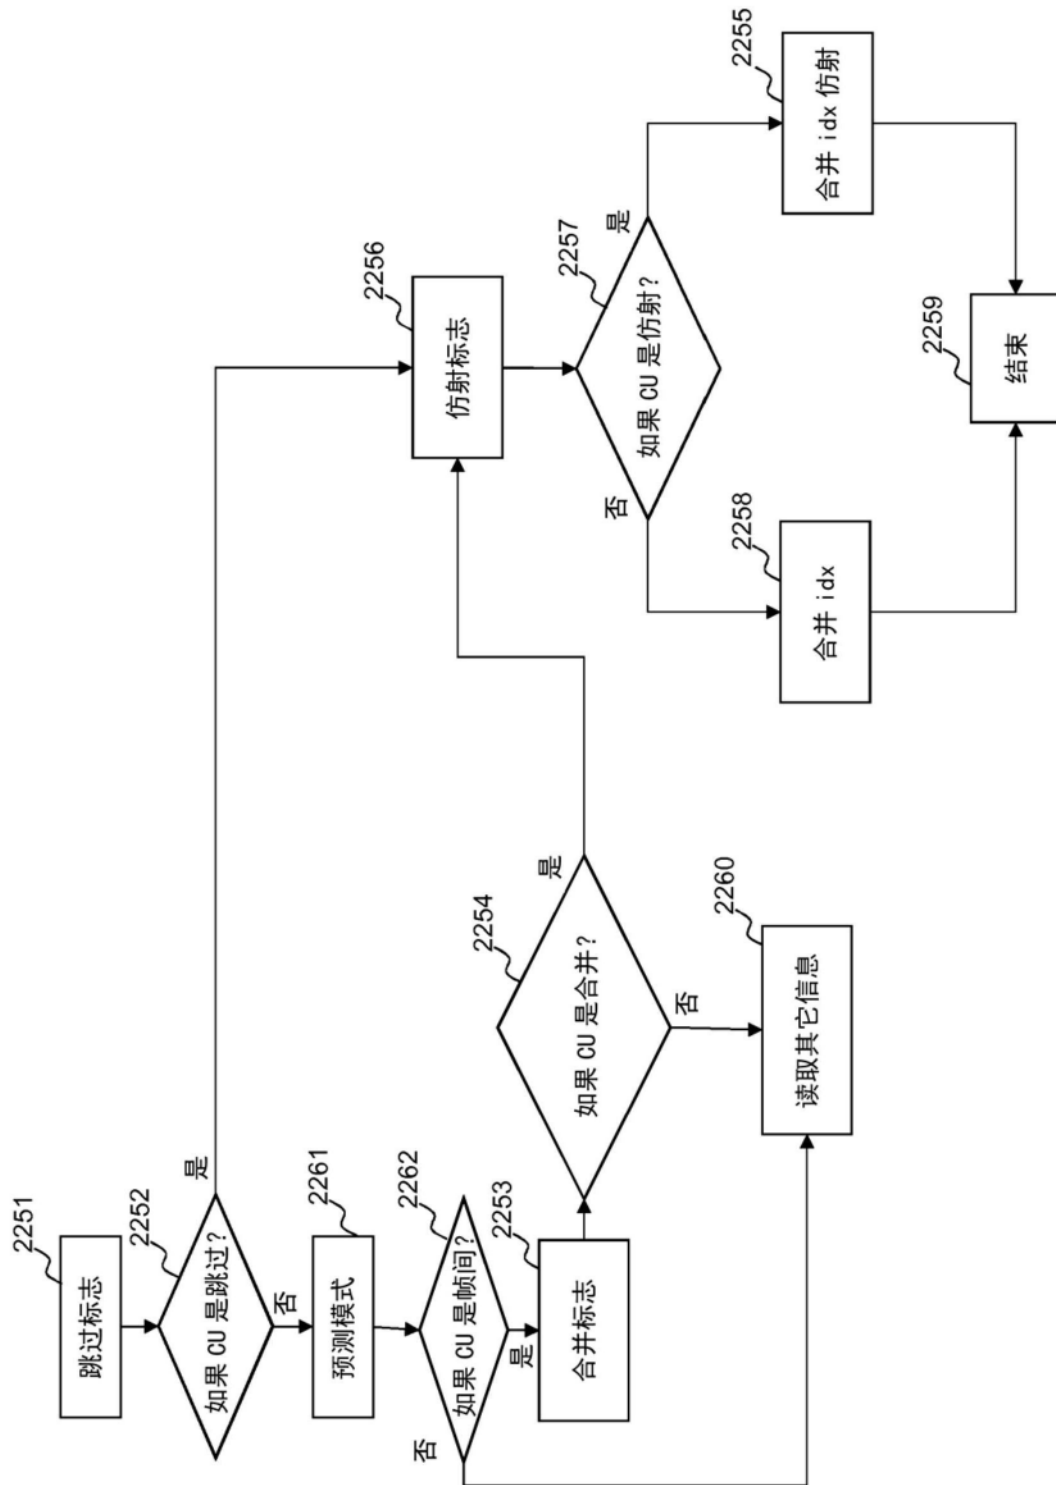 2251
跳过标志
2252
如果 CU 是跳过?
是
否
2261
预测模式
2262
如果 CU 是帧间?
否
是
2253
合并标志
2254
如果 CU 是合并?
是
否
2260
读取其它信息
2256
仿射标志
2257
如果 CU 是仿射?
否
是
2258
合并 idx
2255
合并 idx 仿射
2259
结束